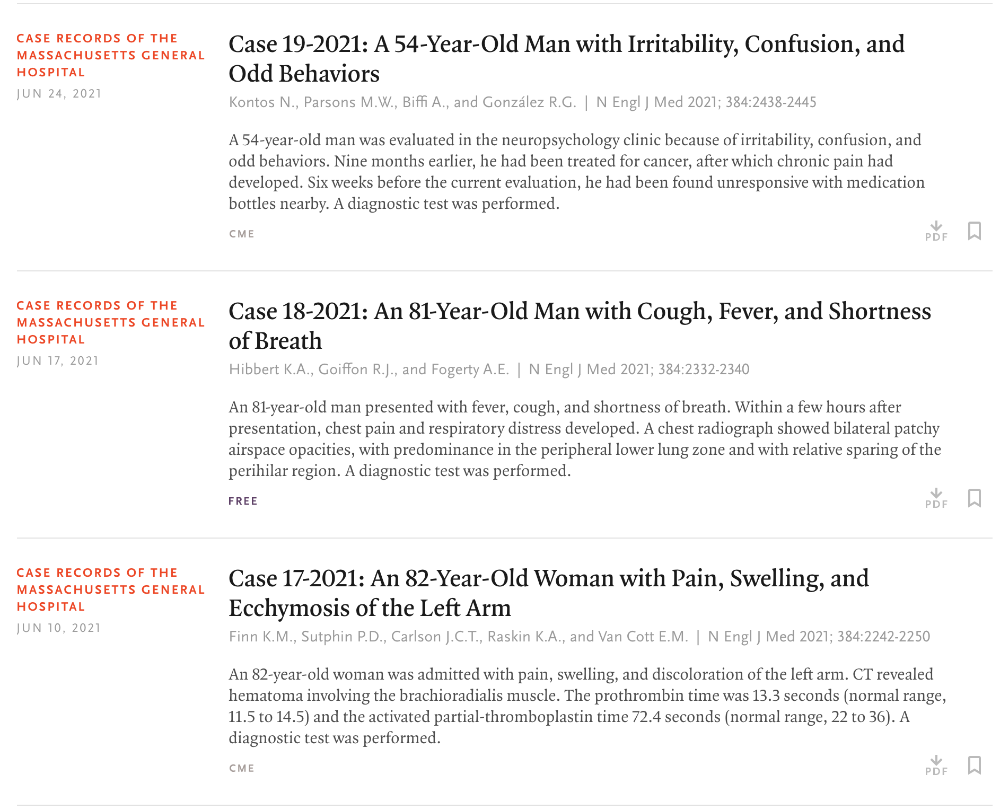 CASE RECORDS OF THE
MASSACHUSETTS GENERAL
HOSPITAL
JUN 24, 2021
Case 19-2021: A 54-Year-Old Man with Irritability, Confusion, and
Odd Behaviors
Kontos N., Parsons M.W., Biffi A., and González R.G. | N Engl J Med 2021; 384:2438-2445
A 54-year-old man was evaluated in the neuropsychology clinic because of irritability, confusion, and
odd behaviors. Nine months earlier, he had been treated for cancer, after which chronic pain had
developed. Six weeks before the current evaluation, he had been found unresponsive with medication
bottles nearby. A diagnostic test was performed.
CME
PDF
CASE RECORDS OF THE
MASSACHUSETTS GENERAL
HOSPITAL
JUN 17, 2021
Case 18-2021: An 81-Year-Old Man with Cough, Fever, and Shortness
of Breath
Hibbert K.A., Goiffon R.J., and Fogerty A.E. | N Engl J Med 2021; 384:2332-2340
An 81-year-old man presented with fever, cough, and shortness of breath. Within a few hours after
presentation, chest pain and respiratory distress developed. A chest radiograph showed bilateral patchy
airspace opacities, with predominance in the peripheral lower lung zone and with relative sparing of the
perihilar region. A diagnostic test was performed.
FREE
PDF
CASE RECORDS OF THE
MASSACHUSETTS GENERAL
HOSPITAL
JUN 10, 2021
Case 17-2021: An 82-Year-Old Woman with Pain, Swelling, and
Ecchymosis of the Left Arm
Finn K.M., Sutphin P.D., Carlson J.C.T., Raskin K.A., and Van Cott E.M. | N Engl J Med 2021; 384:2242-2250
An 82-year-old woman was admitted with pain, swelling, and discoloration of the left arm. CT revealed
hematoma involving the brachioradialis muscle. The prothrombin time was 13.3 seconds (normal range,
11.5 to 14.5) and the activated partial-thromboplastin time 72.4 seconds (normal range, 22 to 36). A
diagnostic test was performed.
CME
PDF